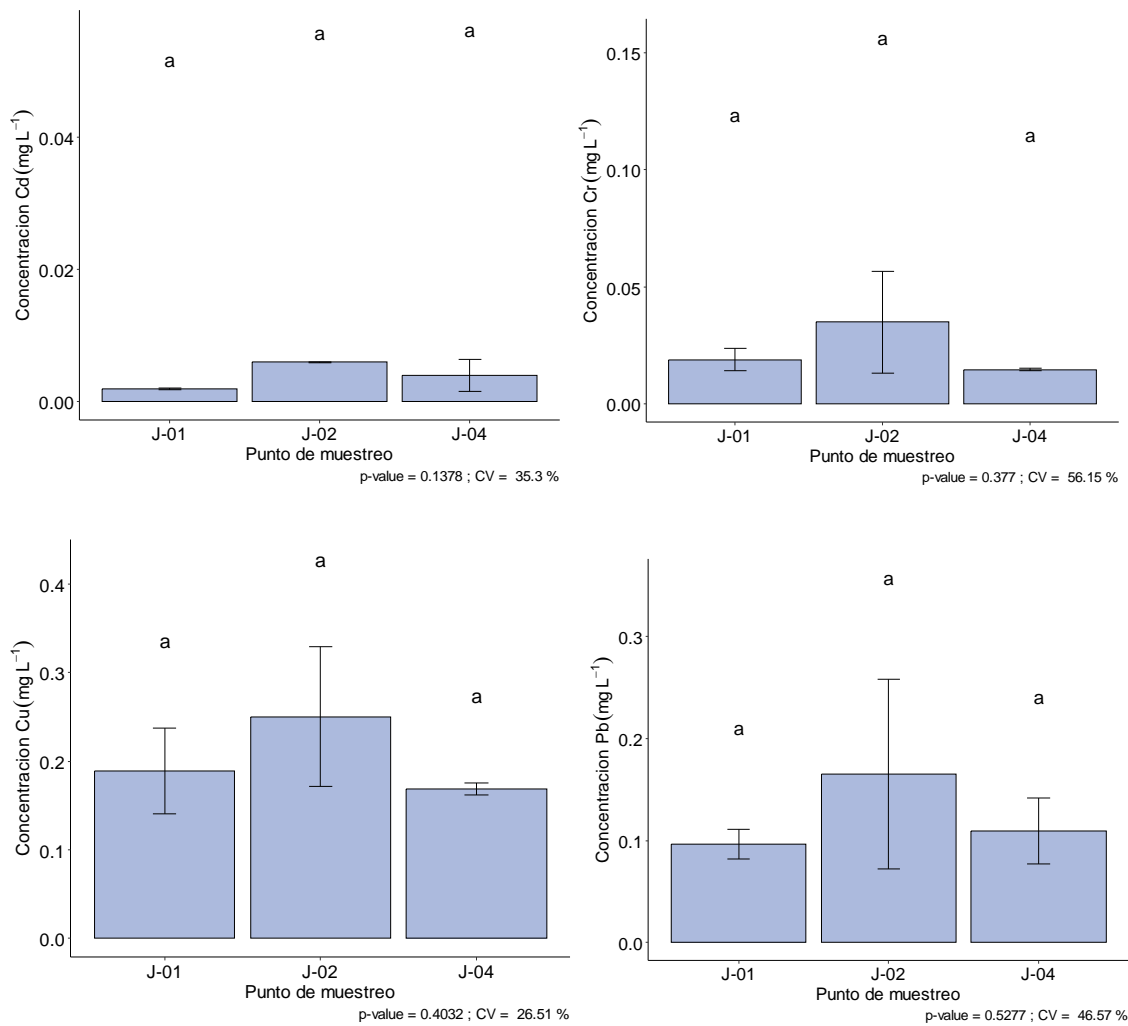 a
a
a
Concentracion Cd (mg L⁻¹)
0.04
0.02
0.00
J-01 J-02 J-04
Punto de muestreo
p-value = 0.1378 ; CV = 35.3 %
a
a
a
Concentracion Cr (mg L⁻¹)
0.15
0.10
0.05
0.00
J-01 J-02 J-04
Punto de muestreo
p-value = 0.377 ; CV = 56.15 %
a
a
a
Concentracion Cu (mg L⁻¹)
0.4
0.3
0.2
0.1
0.0
J-01 J-02 J-04
Punto de muestreo
p-value = 0.4032 ; CV = 26.51 %
a
a
a
Concentracion Pb (mg L⁻¹)
0.3
0.2
0.1
0.0
J-01 J-02 J-04
Punto de muestreo
p-value = 0.5277 ; CV = 46.57 %